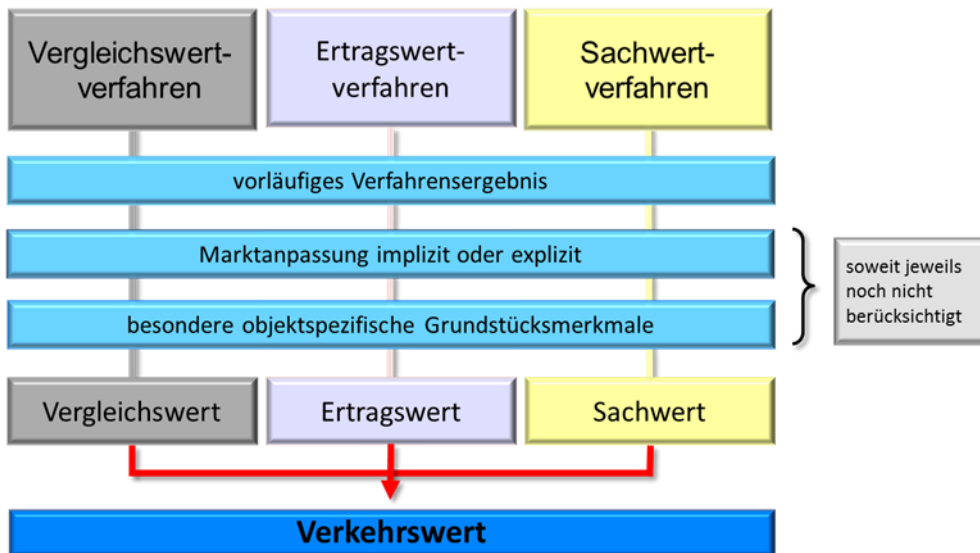 Vergleichswert-
verfahren
Ertragswert-
verfahren
Sachwert-
verfahren
vorläufiges Verfahrensergebnis
Marktanpassung implizit oder explizit
besondere objektspezifische Grundstücksmerkmale
soweit jeweils
noch nicht
berücksichtigt
Vergleichswert
Ertragswert
Sachwert
Verkehrswert